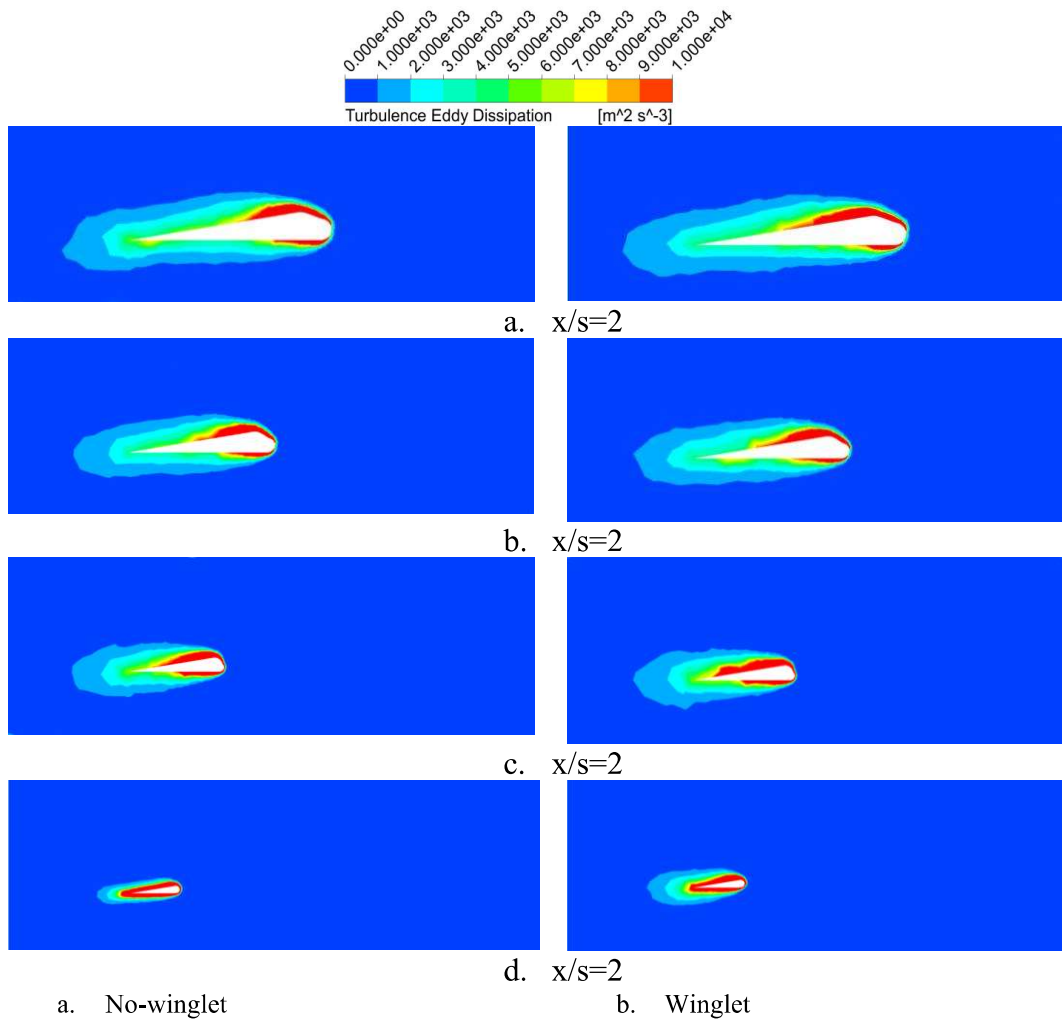 0.000e+00 1.000e+03 2.000e+03 3.000e+03 4.000e+03 5.000e+03 6.000e+03 7.000e+03 8.000e+03 9.000e+03 1.000e+04
Turbulence Eddy Dissipation [m^2 s^-3]
a. x/s=2
b. x/s=2
c. x/s=2
d. x/s=2
a. No-winglet b. Winglet